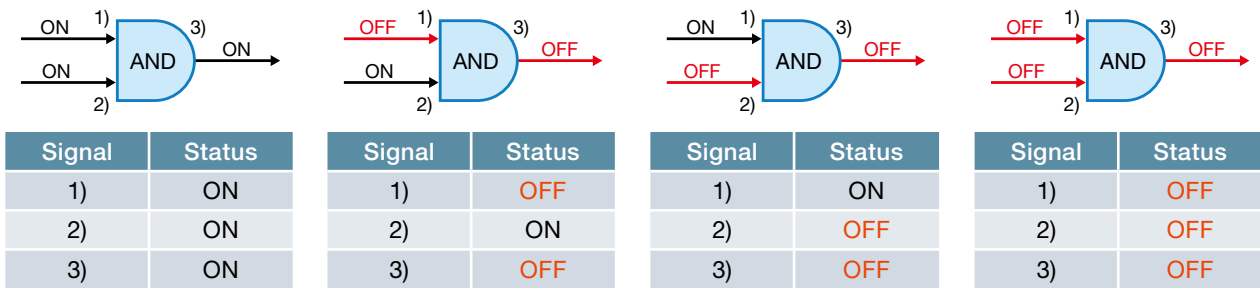 1) 3) ON AND ON ON 2)
1) 3) OFF AND OFF ON 2)
1) 3) ON AND OFF OFF 2)
1) 3) OFF AND OFF OFF 2)
Signal Status
1) ON
2) ON
3) ON
Signal Status
1) OFF
2) ON
3) OFF
Signal Status
1) ON
2) OFF
3) OFF
Signal Status
1) OFF
2) OFF
3) OFF